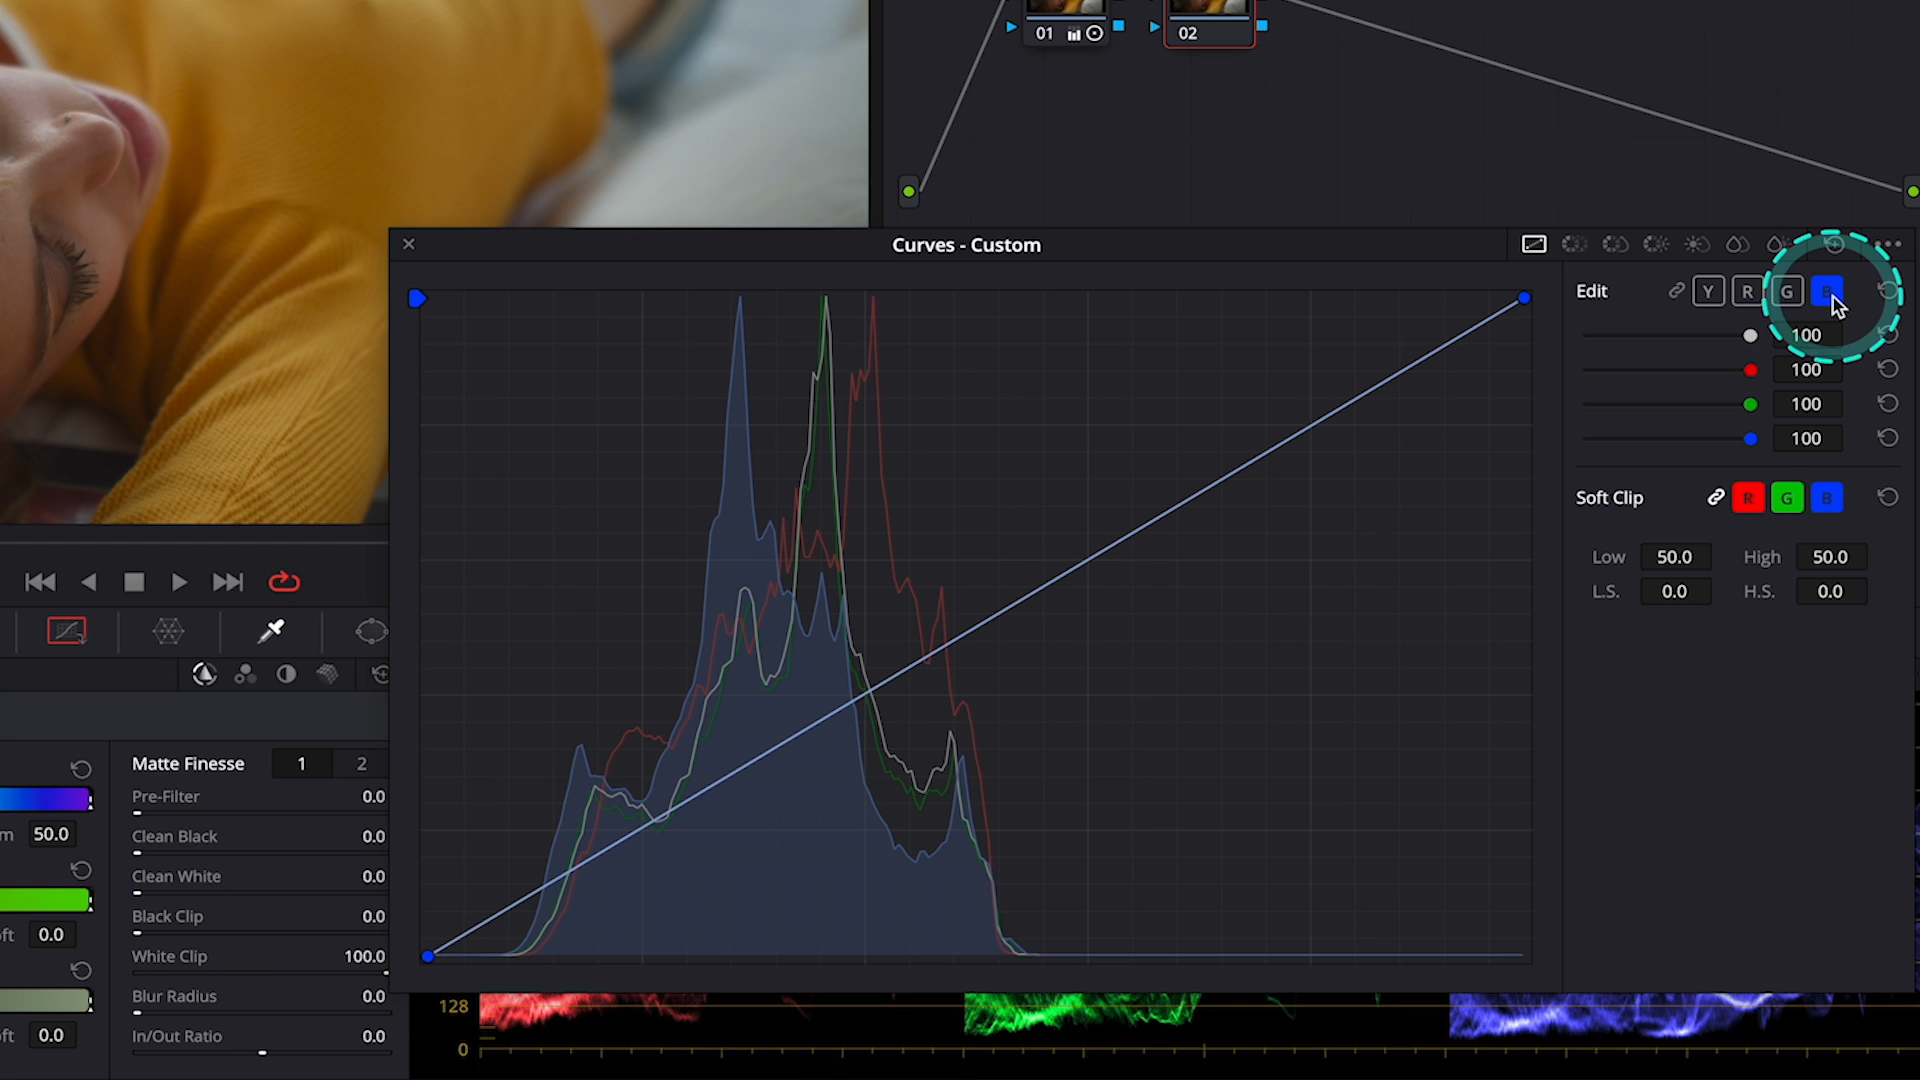 01
02
Curves - Custom
Edit
Y R G B
100
100
100
100
Soft Clip
R G B
Low 50.0 High 50.0
L.S. 0.0 H.S. 0.0
Matte Finesse 1 2
Pre-Filter 0.0
Clean Black 0.0
Clean White 0.0
Black Clip 0.0
White Clip 100.0
Blur Radius 0.0
In/Out Ratio 0.0
m 50.0
ft 0.0
ft 0.0
128
0